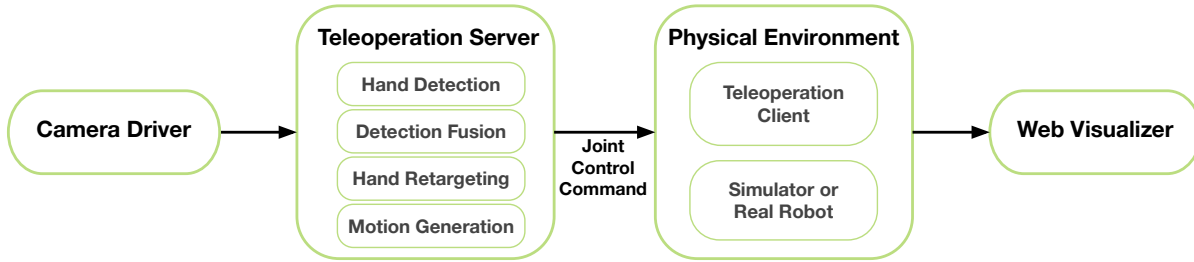 Camera Driver
Teleoperation Server
Hand Detection
Detection Fusion
Hand Retargeting
Motion Generation
Joint
Control
Command
Physical Environment
Teleoperation
Client
Simulator or
Real Robot
Web Visualizer